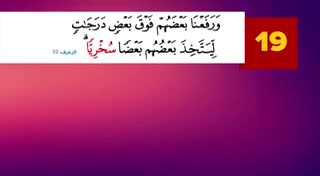 وَرَفَعۡنَا بَعۡضَهُمۡ فَوۡقَ بَعۡضٖ دَرَجَٰتٖ
لِّيَتَّخِذَ بَعۡضُهُم بَعۡضٗا سُخۡرِيّٗاۗ
الزخرف: 32
19